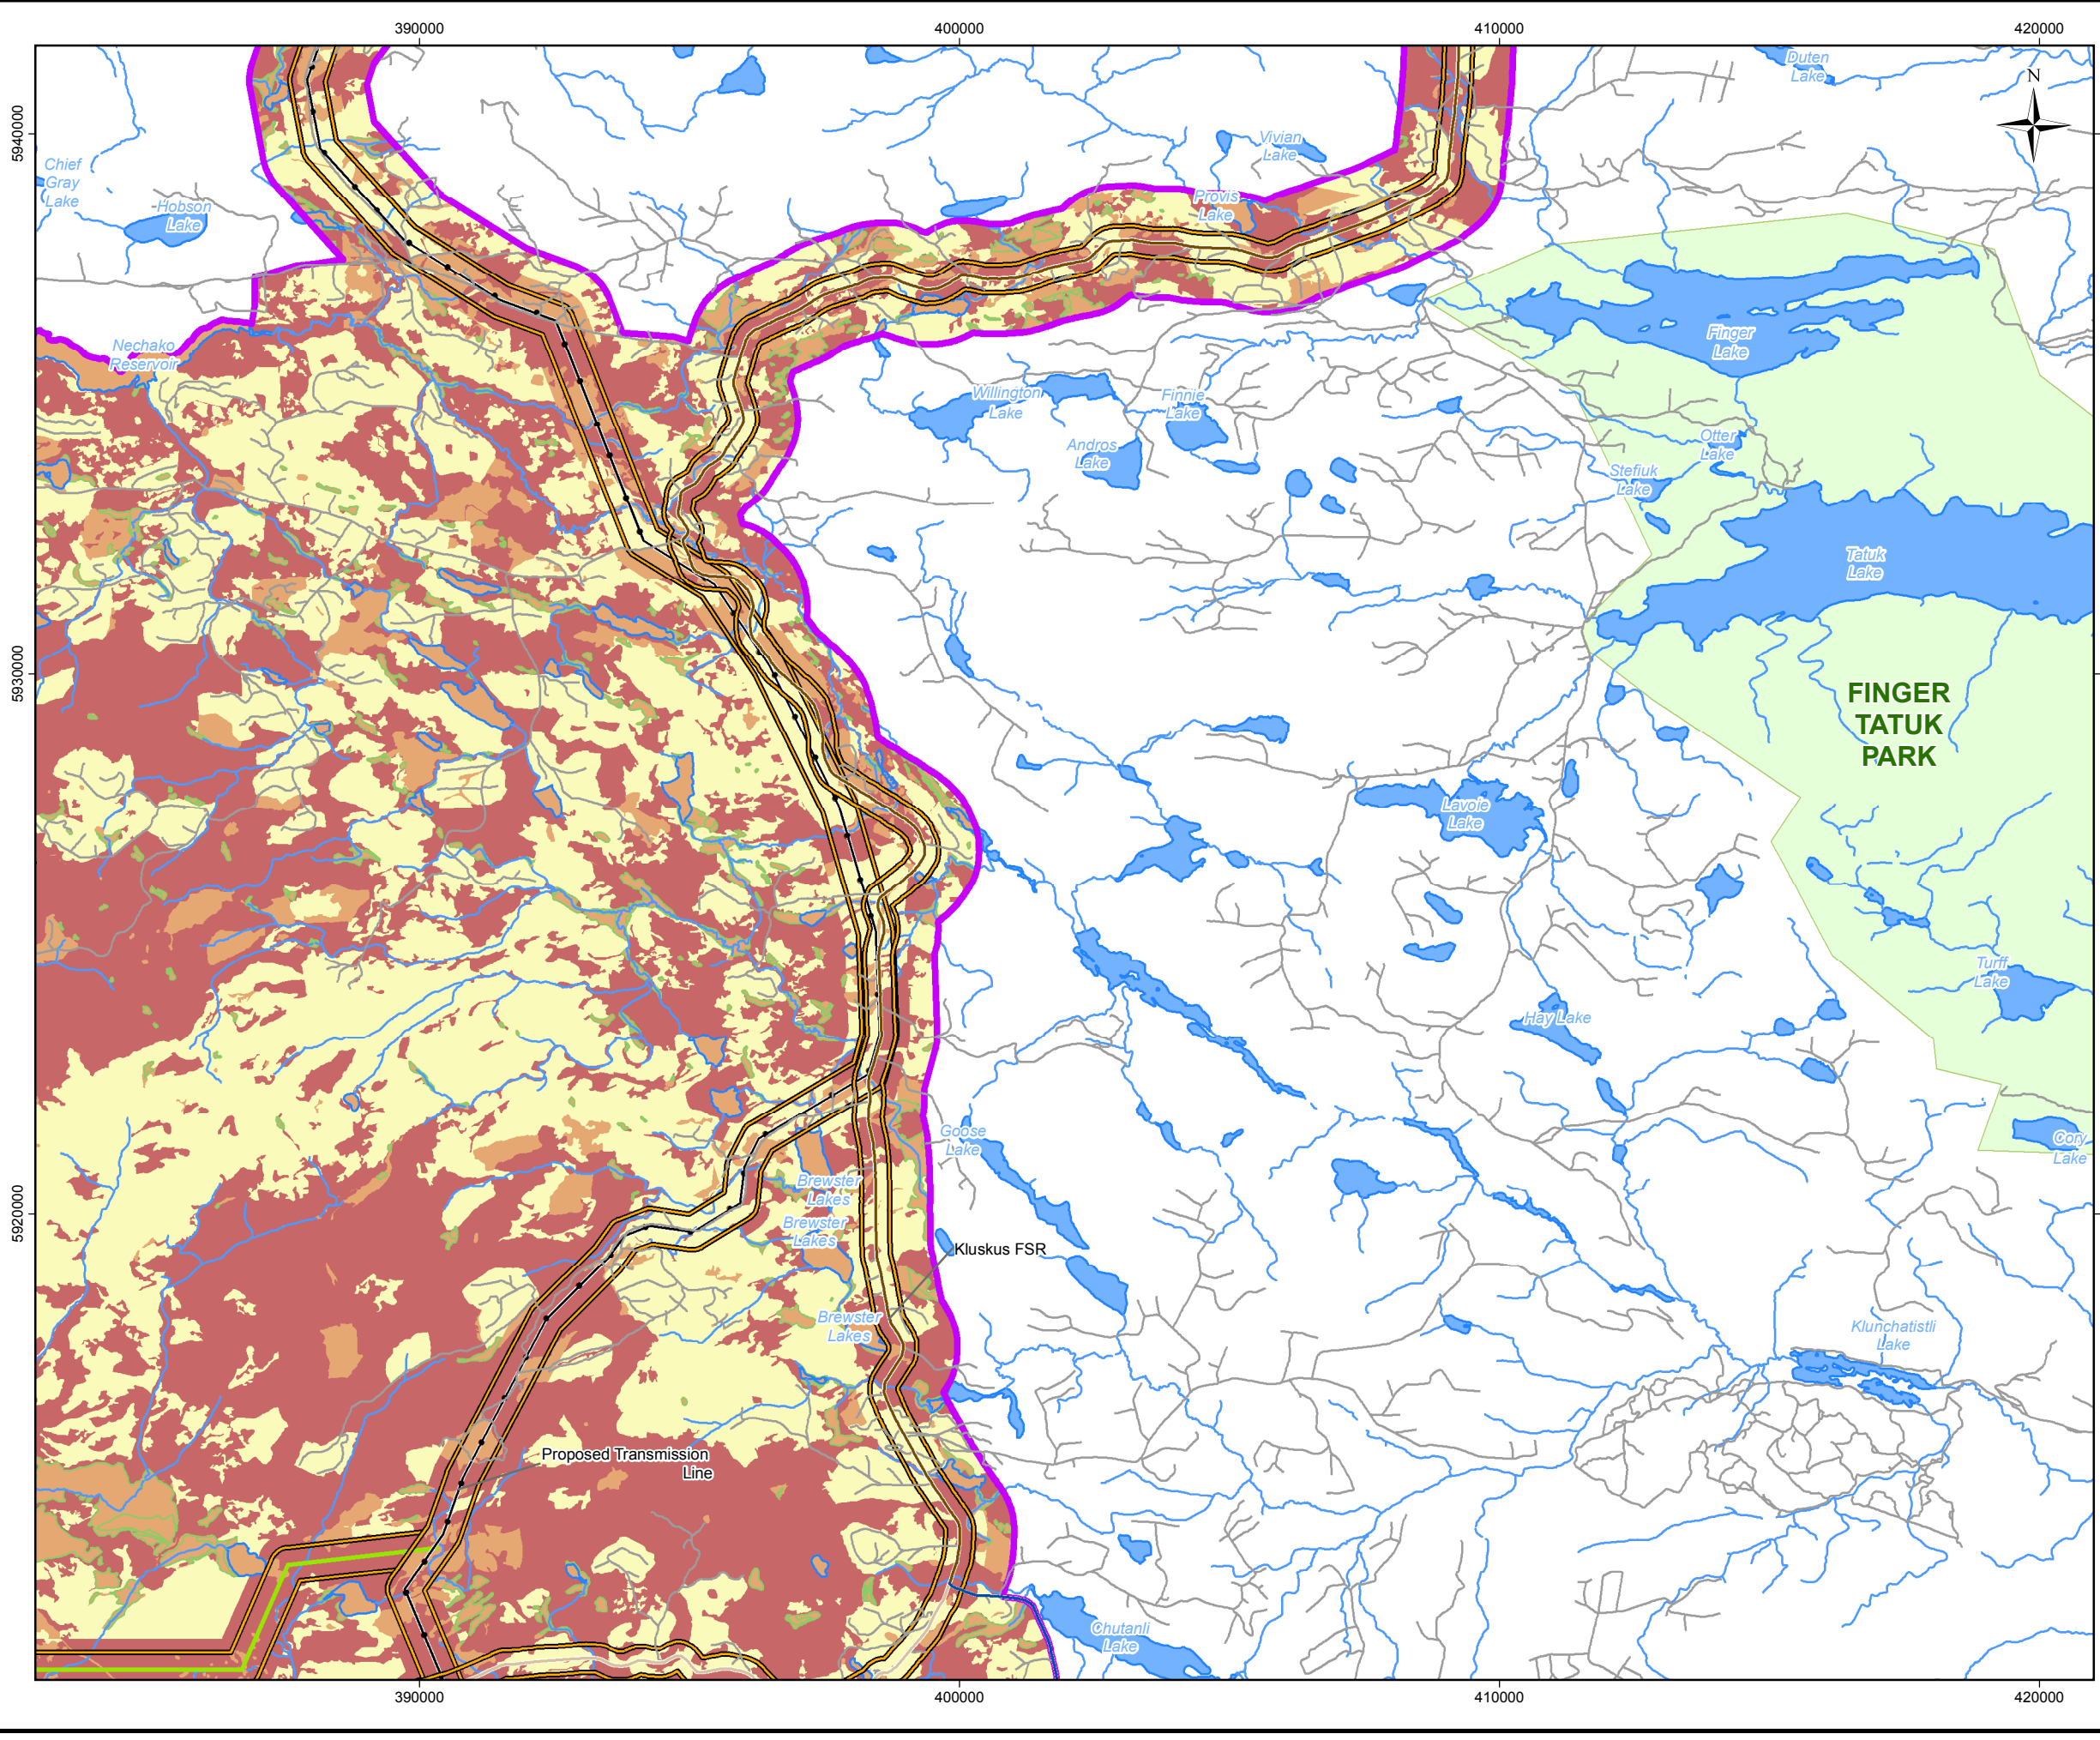 390000
400000
410000
420000
Duten
Lake
N
5940000
Vivian
Lake
Chief
Gray
Lake
Hobson
Lake
Provis
Lake
Finger
Lake
Nechako
Reservoir
Willington
Lake
Finnie
Lake
Andros
Lake
Otter
Lake
Stefiuk
Lake
Tatuk
Lake
5930000
FINGER
TATUK
PARK
Lavoie
Lake
Turff
Lake
Hay Lake
Goose
Lake
Cory
Lake
Brewster
Lakes
5920000
Brewster
Lakes
Kluskus FSR
Brewster
Lakes
Klunchatistli
Lake
Proposed Transmission
Line
Chutanli
Lake
390000
400000
410000
420000